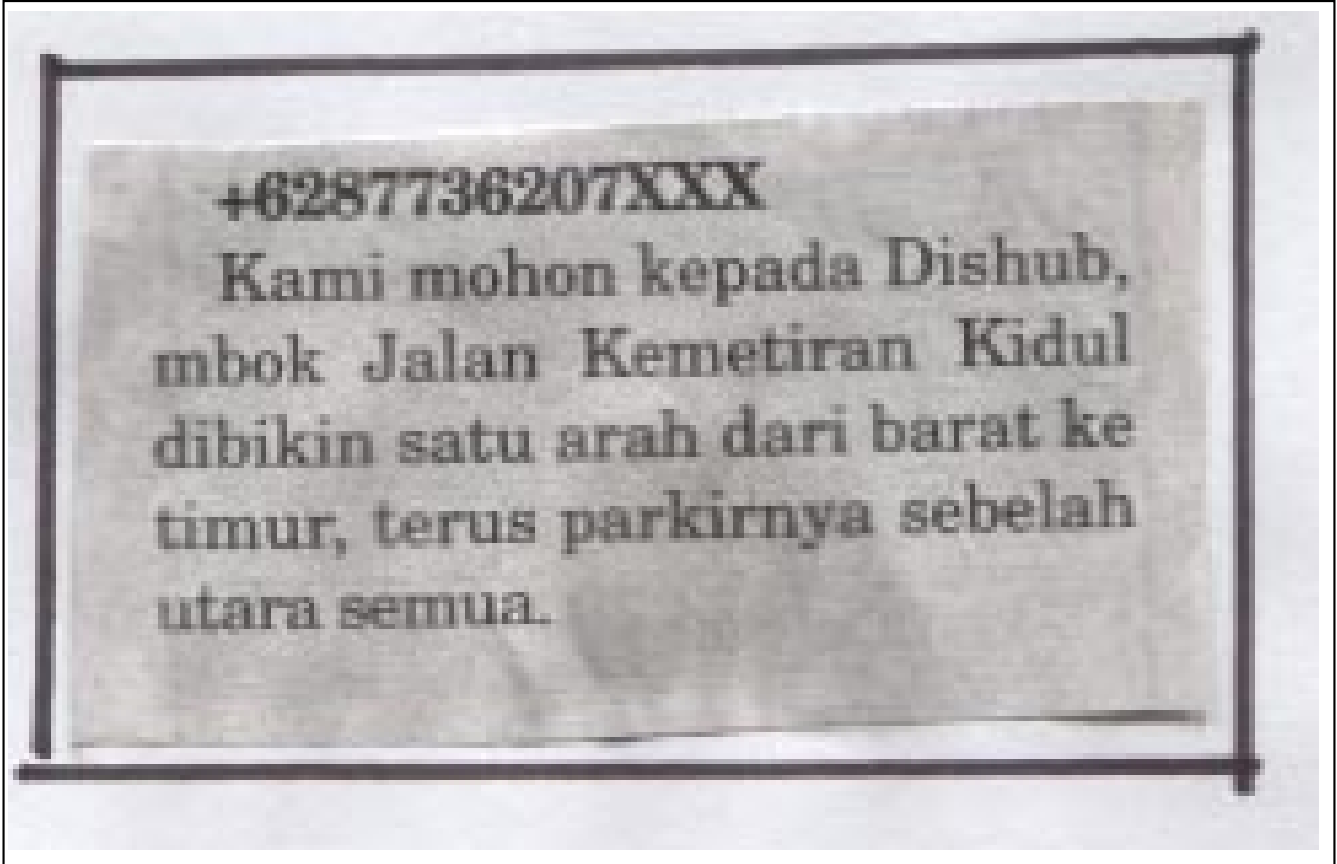 +6287736207XXX
Kami mohon kepada Dishub,
mbok Jalan Kemetiran Kidul
dibikin satu arah dari barat ke
timur, terus parkirnya sebelah
utara semua.